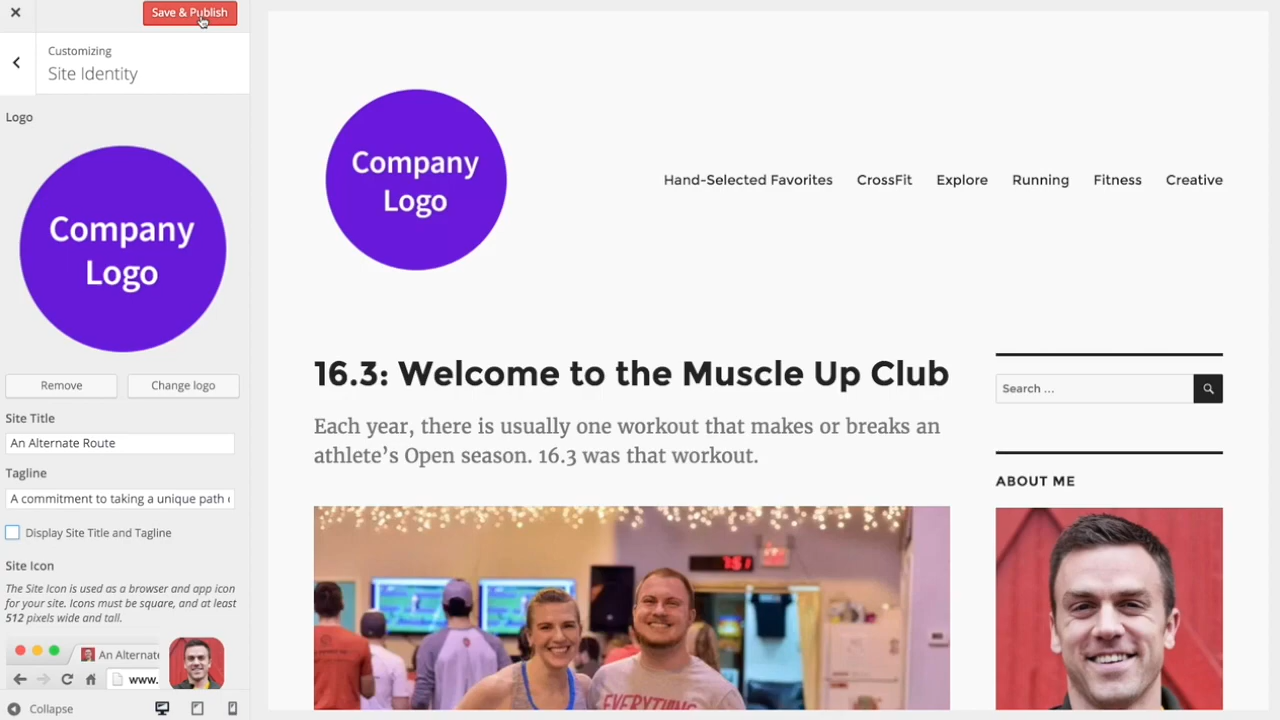 Save & Publish
Customizing
Site Identity
Logo
Company
Logo
Remove
Change logo
Site Title
An Alternate Route
Tagline
A commitment to taking a unique path
Display Site Title and Tagline
Site Icon
The Site Icon is used as a browser and app icon
for your site. Icons must be square, and at least
512 pixels wide and tall.
An Alternate
www.
Collapse
Company
Logo
Hand-Selected Favorites
CrossFit
Explore
Running
Fitness
Creative
16.3: Welcome to the Muscle Up Club
Each year, there is usually one workout that makes or breaks an
athlete's Open season. 16.3 was that workout.
EVERYTHING
Search ...
ABOUT ME